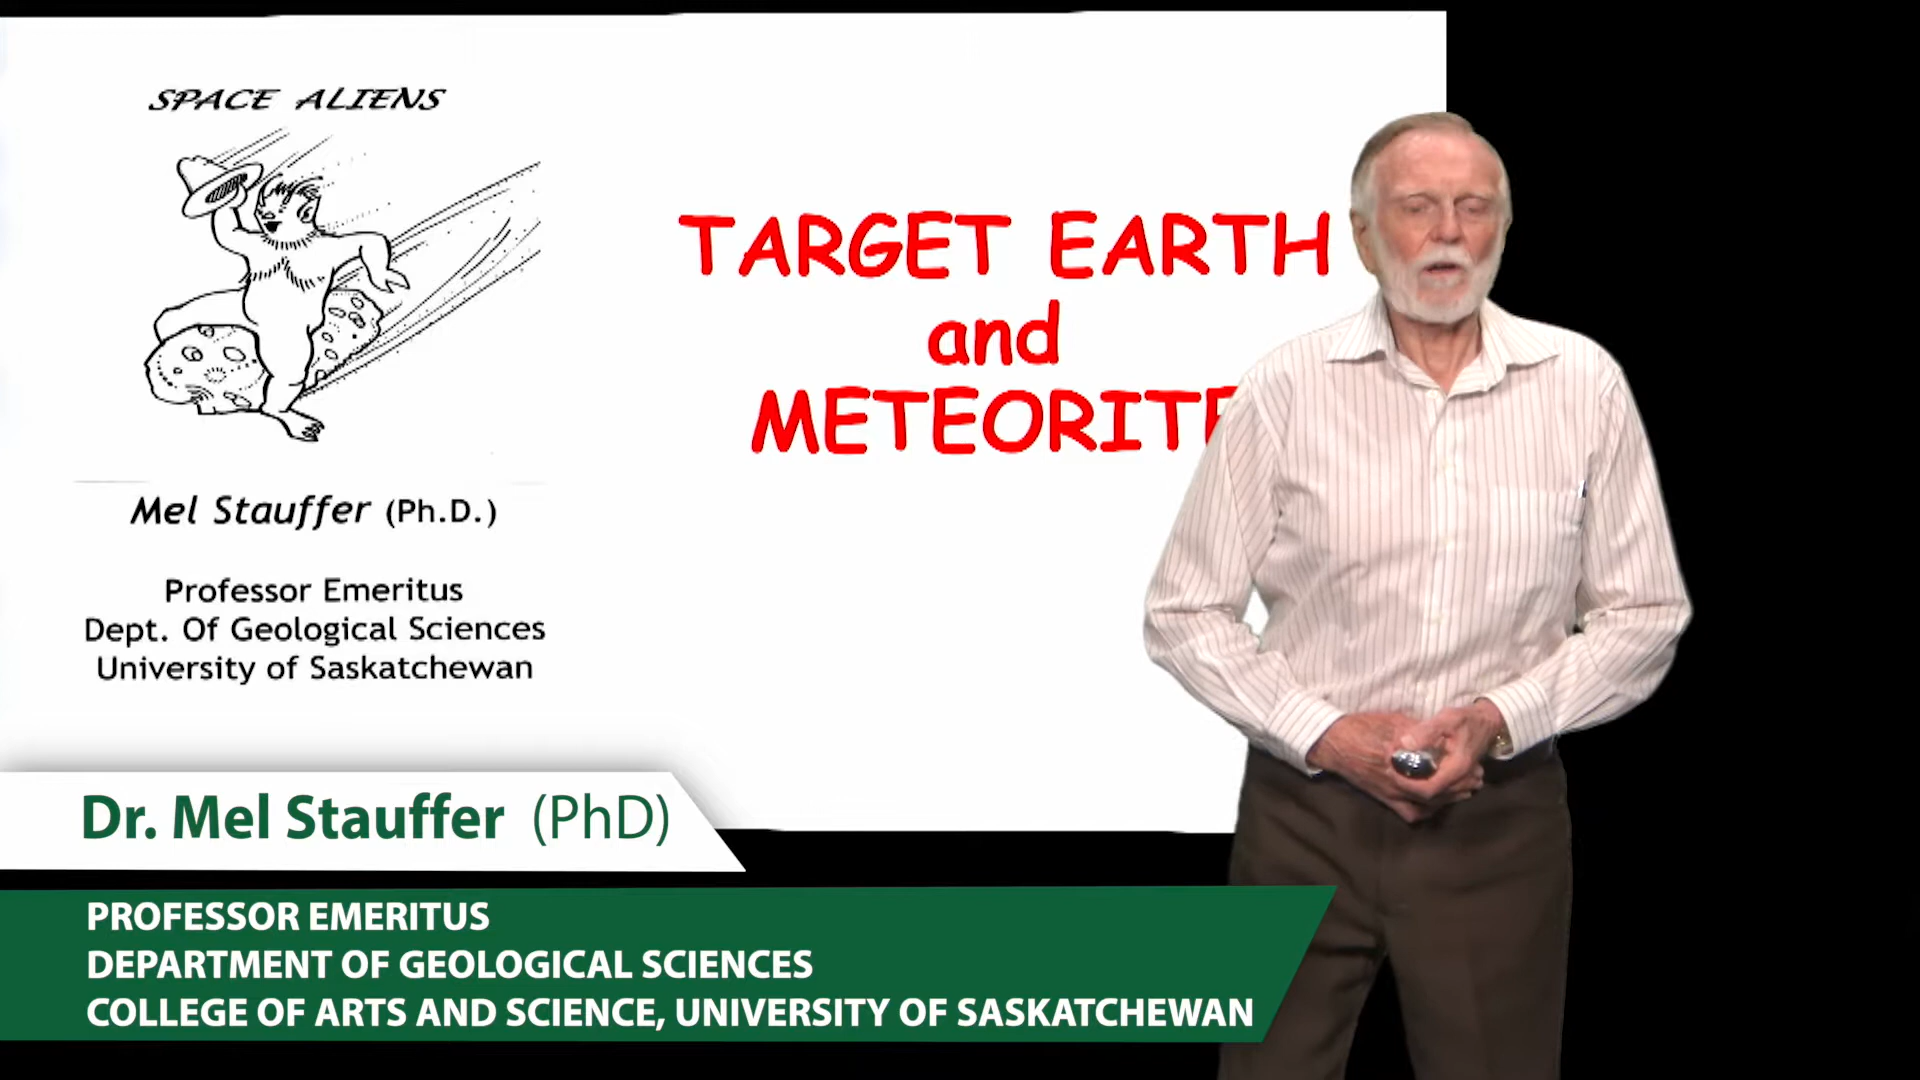 SPACE ALIENS
TARGET EARTH
and
METEORITE
Mel Stauffer (Ph.D.)
Professor Emeritus
Dept. Of Geological Sciences
University of Saskatchewan
Dr. Mel Stauffer (PhD)
PROFESSOR EMERITUS
DEPARTMENT OF GEOLOGICAL SCIENCES
COLLEGE OF ARTS AND SCIENCE, UNIVERSITY OF SASKATCHEWAN